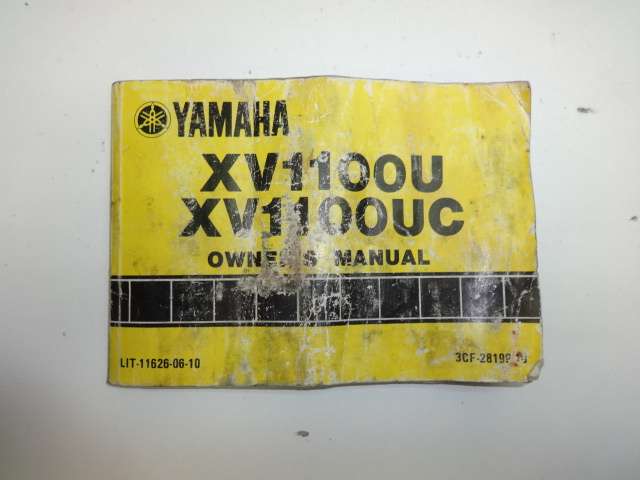 YAMAHA
XV1100U
XV1100UC
OWNER'S MANUAL
LIT-11626-06-10